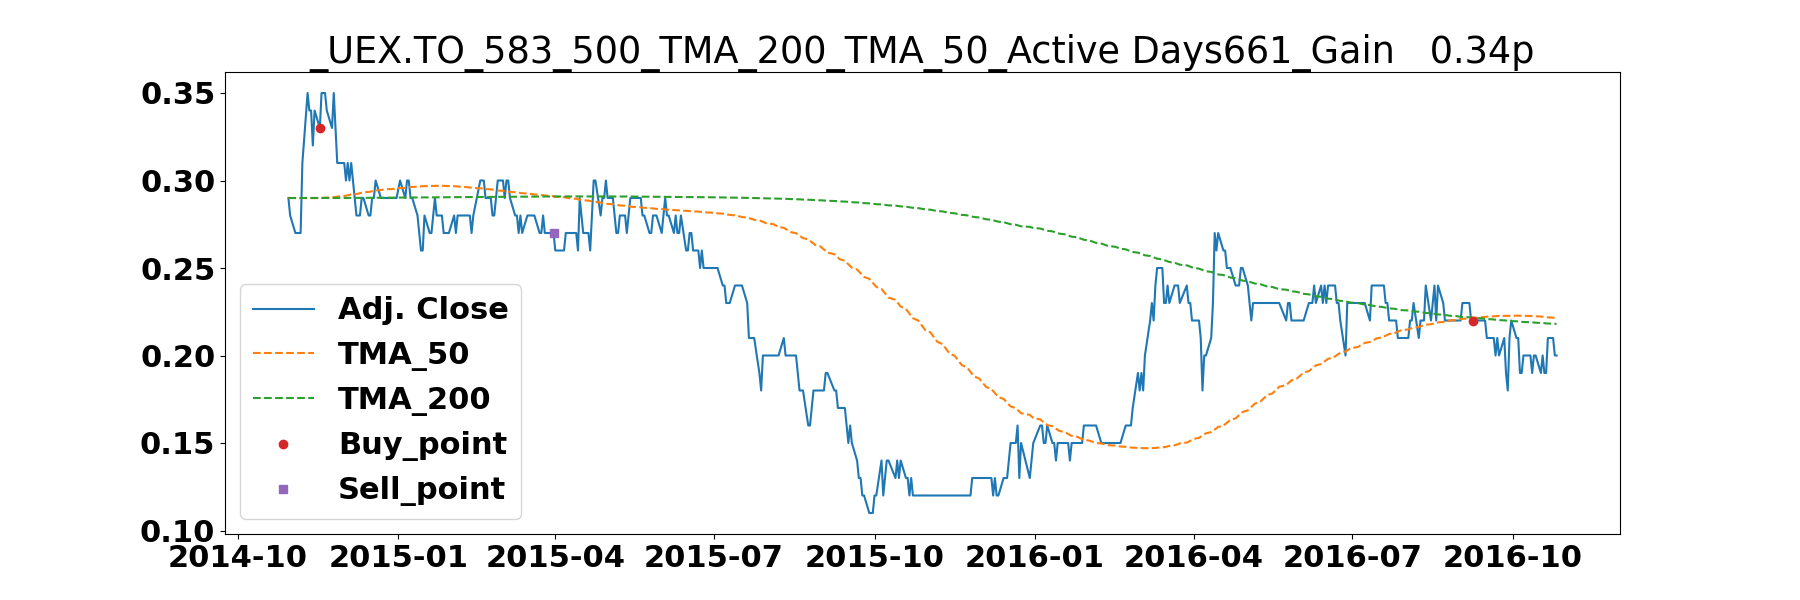 _UEX.TO_583_500_TMA_200_TMA_50_Active Days661_Gain   0.34p
0.35
0.30
0.25
0.20
0.15
0.10
Adj. Close
TMA_50
TMA_200
Buy_point
Sell_point
2014-10 2015-01 2015-04 2015-07 2015-10 2016-01 2016-04 2016-07 2016-10